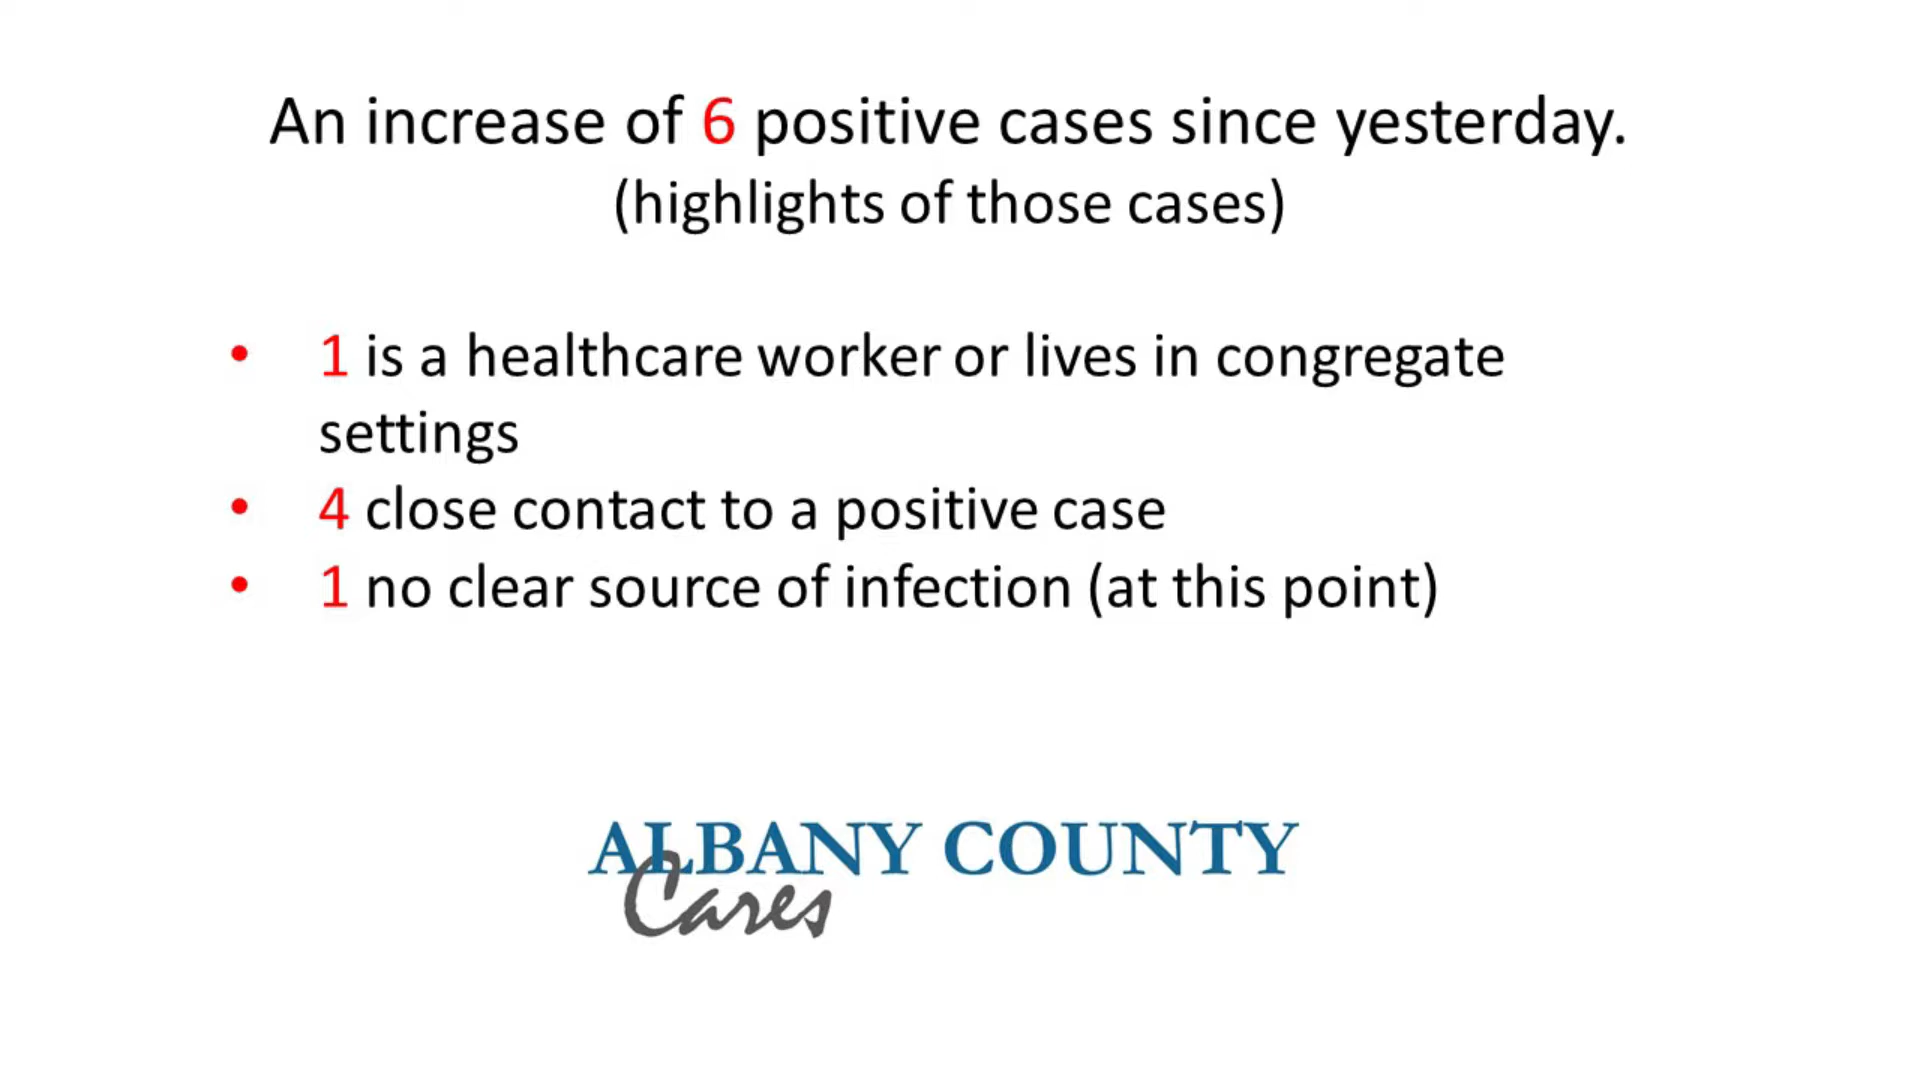 An increase of 6 positive cases since yesterday.
(highlights of those cases)
• 1 is a healthcare worker or lives in congregate
settings
• 4 close contact to a positive case
• 1 no clear source of infection (at this point)
ALBANY COUNTY
Cares